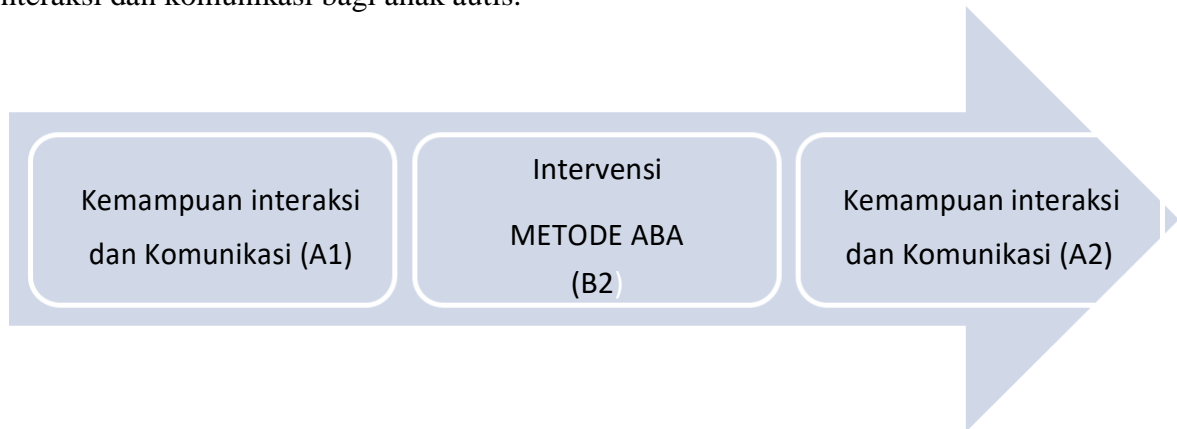 interaksi dan komunikasi bagi anak autis.
Kemampuan interaksi
dan Komunikasi (A1)
Intervensi
METODE ABA
(B2)
Kemampuan interaksi
dan Komunikasi (A2)